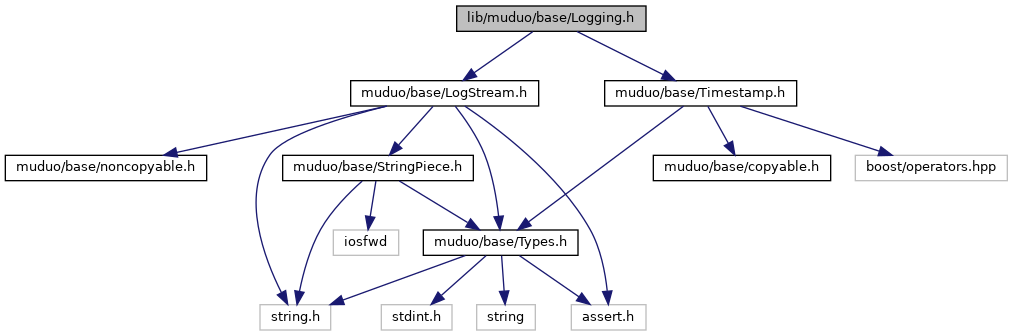 lib/muduo/base/Logging.h
muduo/base/LogStream.h
muduo/base/Timestamp.h
muduo/base/noncopyable.h
muduo/base/StringPiece.h
muduo/base/copyable.h
boost/operators.hpp
iosfwd
muduo/base/Types.h
string.h
stdint.h
string
assert.h